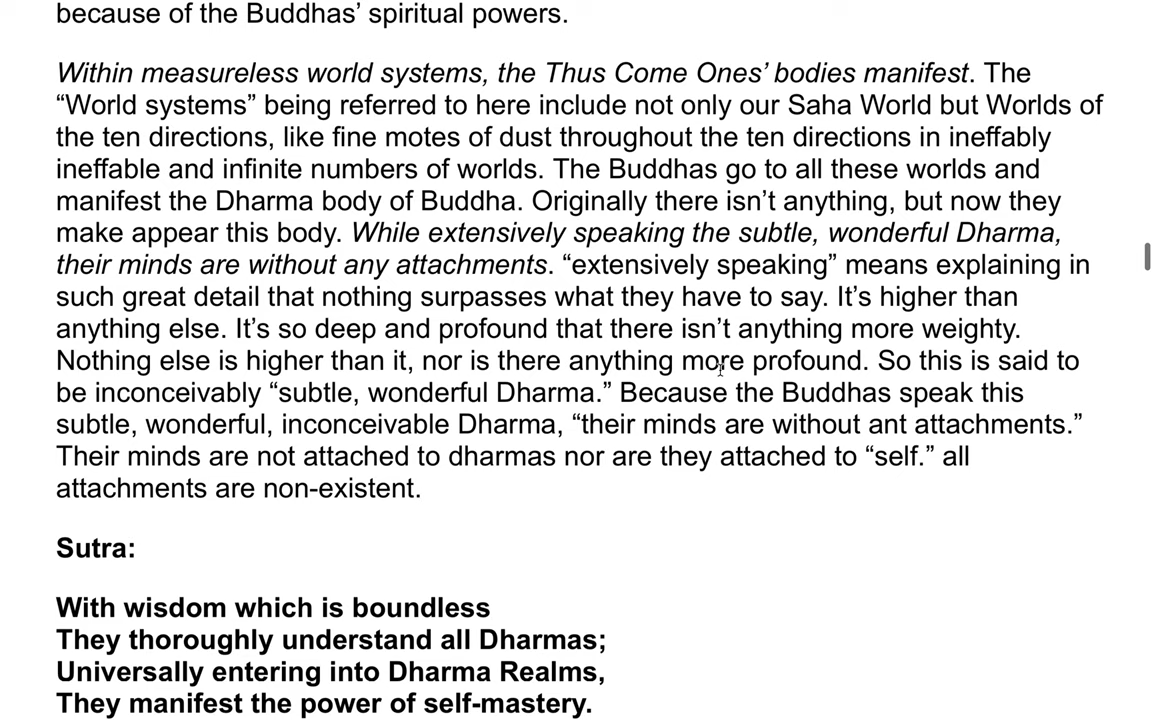 because of the Buddhas’ spiritual powers.
Within measureless world systems, the Thus Come Ones’ bodies manifest. The
“World systems” being referred to here include not only our Saha World but Worlds of
the ten directions, like fine motes of dust throughout the ten directions in ineffably
ineffable and infinite numbers of worlds. The Buddhas go to all these worlds and
manifest the Dharma body of Buddha. Originally there isn’t anything, but now they
make appear this body. While extensively speaking the subtle, wonderful Dharma,
their minds are without any attachments. “extensively speaking” means explaining in
such great detail that nothing surpasses what they have to say. It’s higher than
anything else. It’s so deep and profound that there isn’t anything more weighty.
Nothing else is higher than it, nor is there anything more profound. So this is said to
be inconceivably “subtle, wonderful Dharma.” Because the Buddhas speak this
subtle, wonderful, inconceivable Dharma, “their minds are without ant attachments.”
Their minds are not attached to dharmas nor are they attached to “self.” all
attachments are non-existent.
Sutra:
With wisdom which is boundless
They thoroughly understand all Dharmas;
Universally entering into Dharma Realms,
They manifest the power of self-mastery.